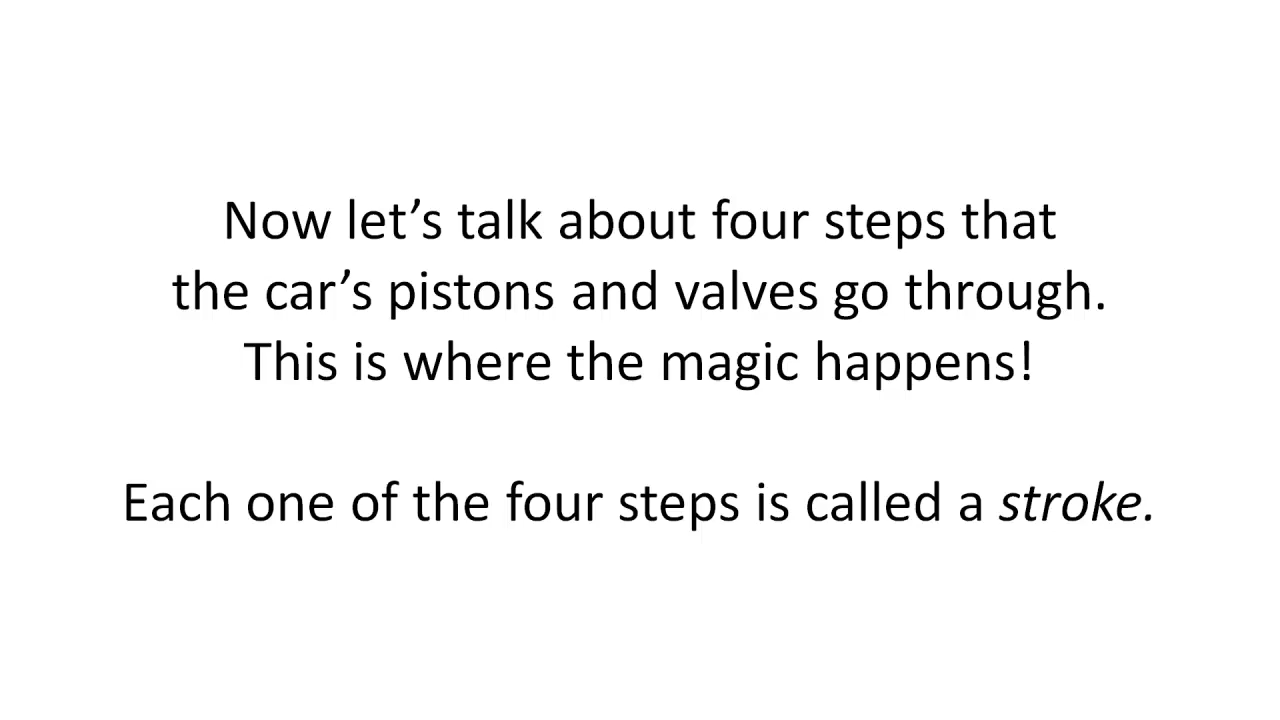 Now let’s talk about four steps that
the car’s pistons and valves go through.
This is where the magic happens!
Each one of the four steps is called a stroke.